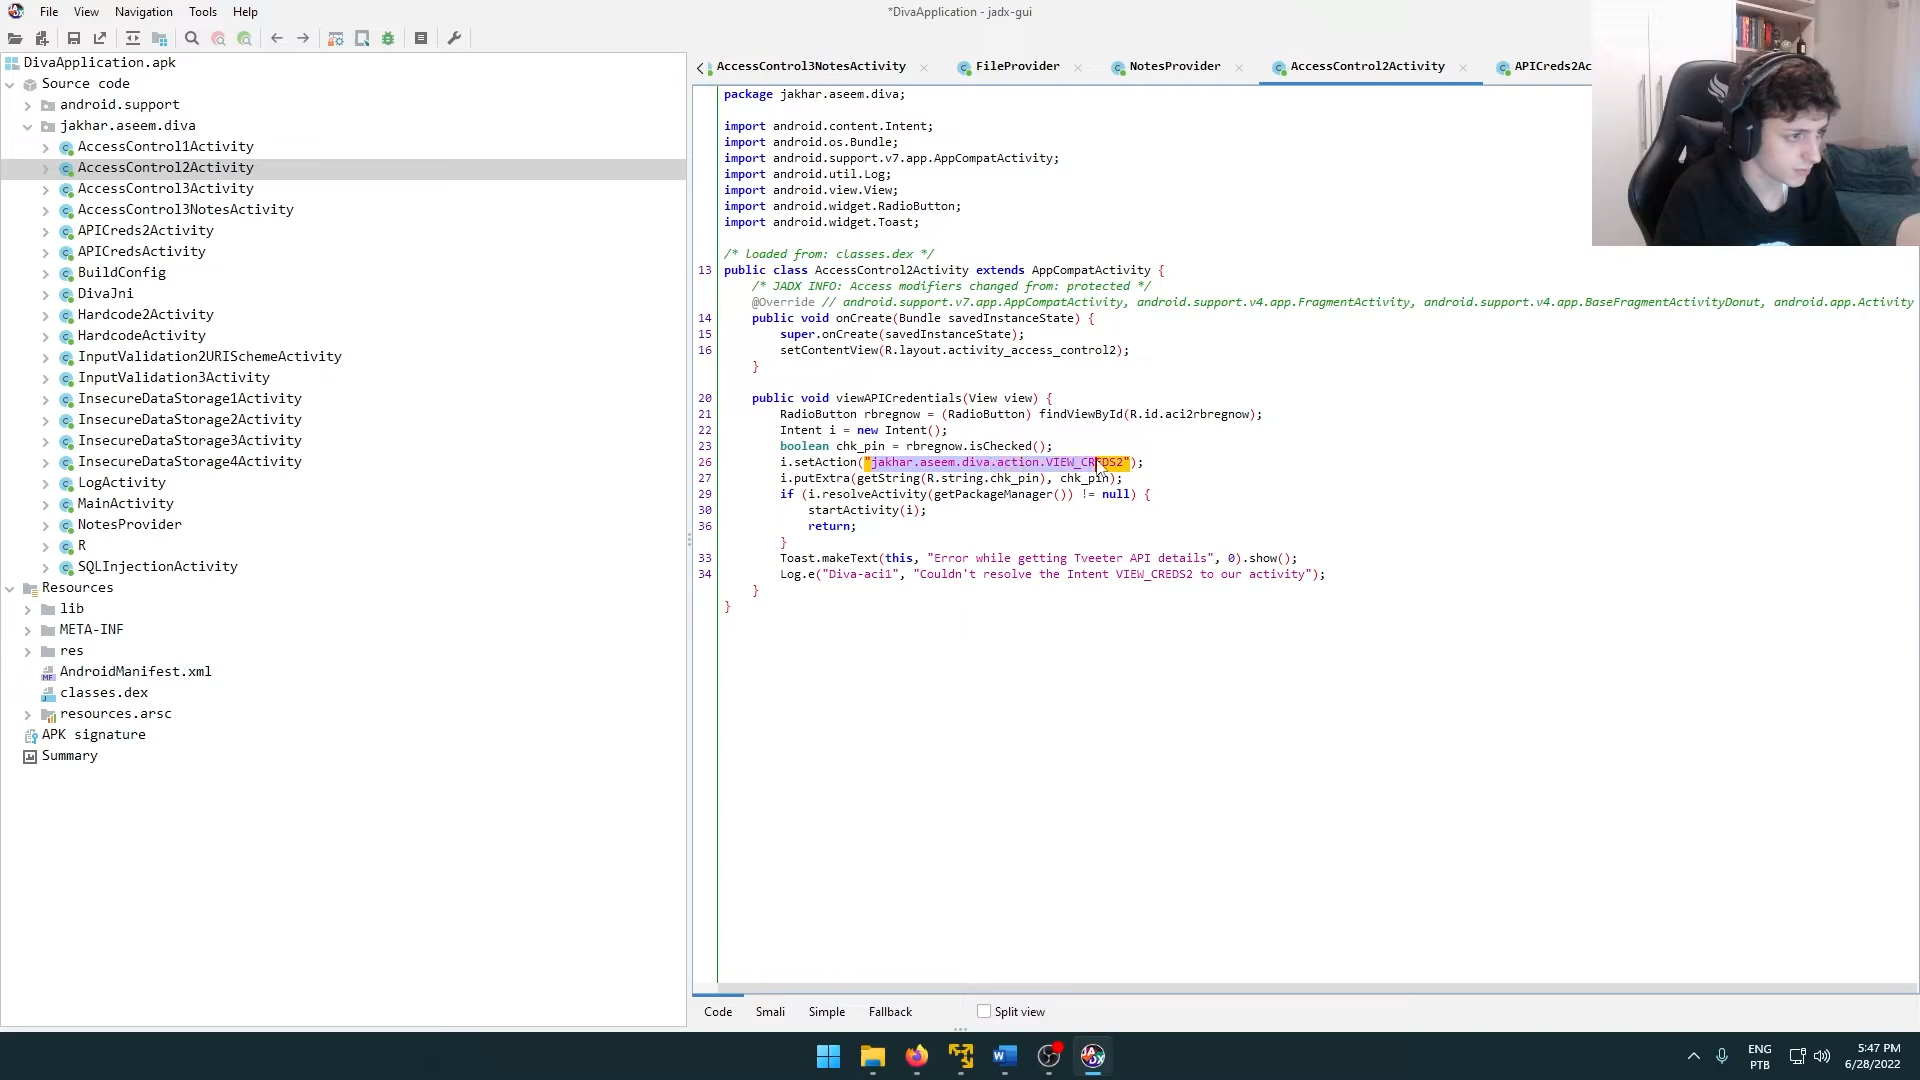 File View Navigation Tools Help
*DivaApplication - jadx-gui
DivaApplication.apk
Source code
android.support
jakhar.aseem.diva
AccessControl1Activity
AccessControl2Activity
AccessControl3Activity
AccessControl3NotesActivity
APICreds2Activity
APICredsActivity
BuildConfig
DivaJni
Hardcode2Activity
HardcodeActivity
InputValidation2URISchemeActivity
InputValidation3Activity
InsecureDataStorage1Activity
InsecureDataStorage2Activity
InsecureDataStorage3Activity
InsecureDataStorage4Activity
LogActivity
MainActivity
NotesProvider
R
SQLInjectionActivity
Resources
lib
META-INF
res
AndroidManifest.xml
classes.dex
resources.arsc
APK signature
Summary
AccessControl3NotesActivity FileProvider NotesProvider AccessControl2Activity APICreds2Ac
package jakhar.aseem.diva;
import android.content.Intent;
import android.os.Bundle;
import android.support.v7.app.AppCompatActivity;
import android.util.Log;
import android.view.View;
import android.widget.RadioButton;
import android.widget.Toast;
/* loaded from: classes.dex */
13 public class AccessControl2Activity extends AppCompatActivity {
/* JADX INFO: Access modifiers changed from: protected */
@Override // android.support.v7.app.AppCompatActivity, android.support.v4.app.FragmentActivity, android.support.v4.app.BaseFragmentActivityDonut, android.app.Activity
14 public void onCreate(Bundle savedInstanceState) {
15 super.onCreate(savedInstanceState);
16 setContentView(R.layout.activity_access_control2);
}
20 public void viewAPICredentials(View view) {
21 RadioButton rbregnow = (RadioButton) findViewById(R.id.aci2rbregnow);
22 Intent i = new Intent();
23 boolean chk_pin = rbregnow.isChecked();
26 i.setAction("jakhar.aseem.diva.action.VIEW_CREDS2");
27 i.putExtra(getString(R.string.chk_pin), chk_pin);
29 if (i.resolveActivity(getPackageManager()) != null) {
30 startActivity(i);
36 return;
}
33 Toast.makeText(this, "Error while getting Tveeter API details", 0).show();
34 Log.e("Diva-aci1", "Couldn't resolve the Intent VIEW_CREDS2 to our activity");
}
}
Code Smali Simple Fallback Split view
ENG
PTB
5:47 PM
6/28/2022